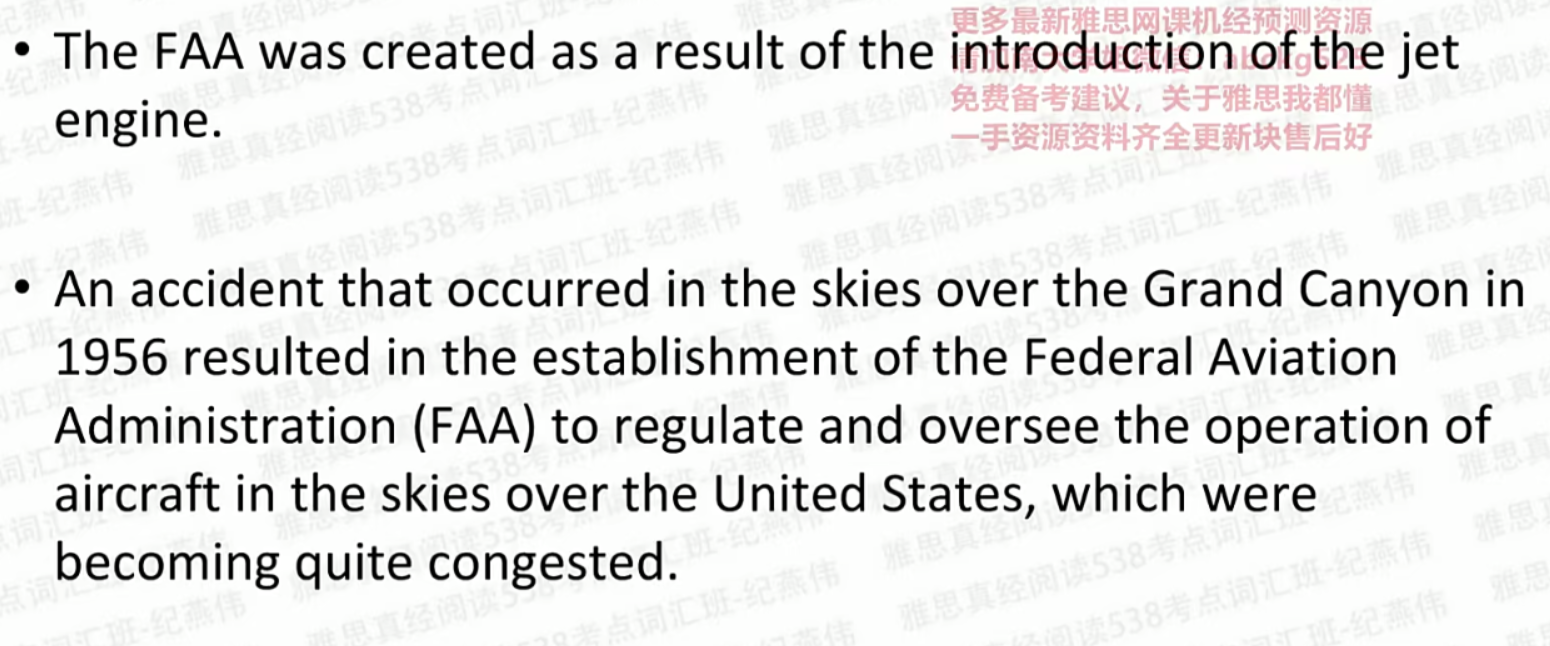 更多最新雅思网课机经预测资源
• The FAA was created as a result of the introduction of the jet
engine.
免费备考建议，关于雅思我都懂
一手资源资料齐全更新块售后好
• An accident that occurred in the skies over the Grand Canyon in
1956 resulted in the establishment of the Federal Aviation
Administration (FAA) to regulate and oversee the operation of
aircraft in the skies over the United States, which were
becoming quite congested.
雅思真经阅读538考点词汇班-纪燕伟